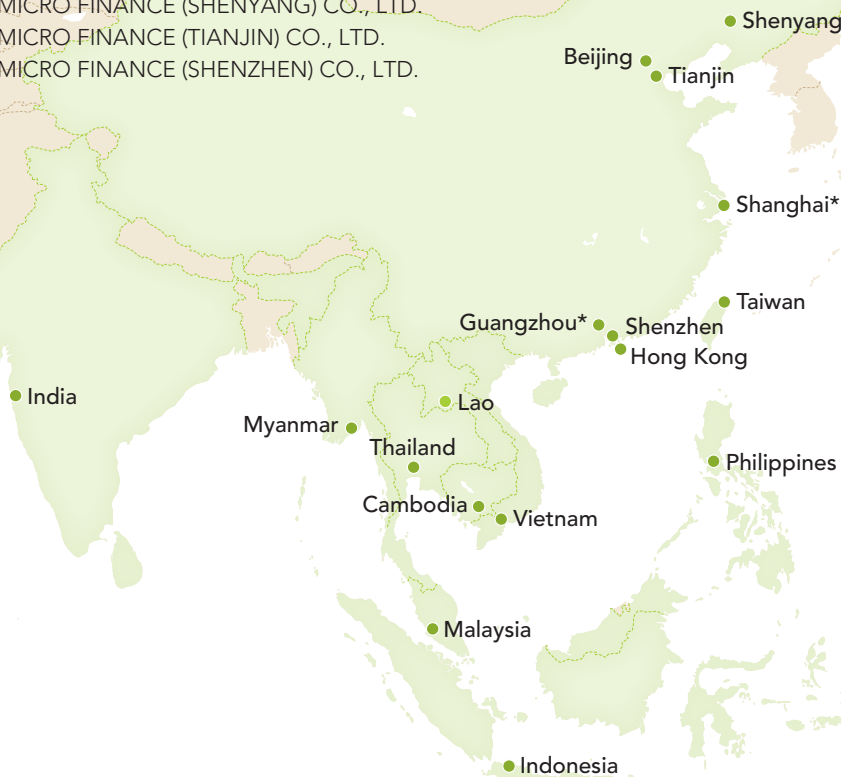 MICRO FINANCE (SHENYANG) CO., LTD.
MICRO FINANCE (TIANJIN) CO., LTD.
MICRO FINANCE (SHENZHEN) CO., LTD.
Shenyang
Beijing
Tianjin
Shanghai*
Taiwan
Guangzhou*
Shenzhen
Hong Kong
India
Lao
Myanmar
Thailand
Philippines
Cambodia
Vietnam
Malaysia
Indonesia